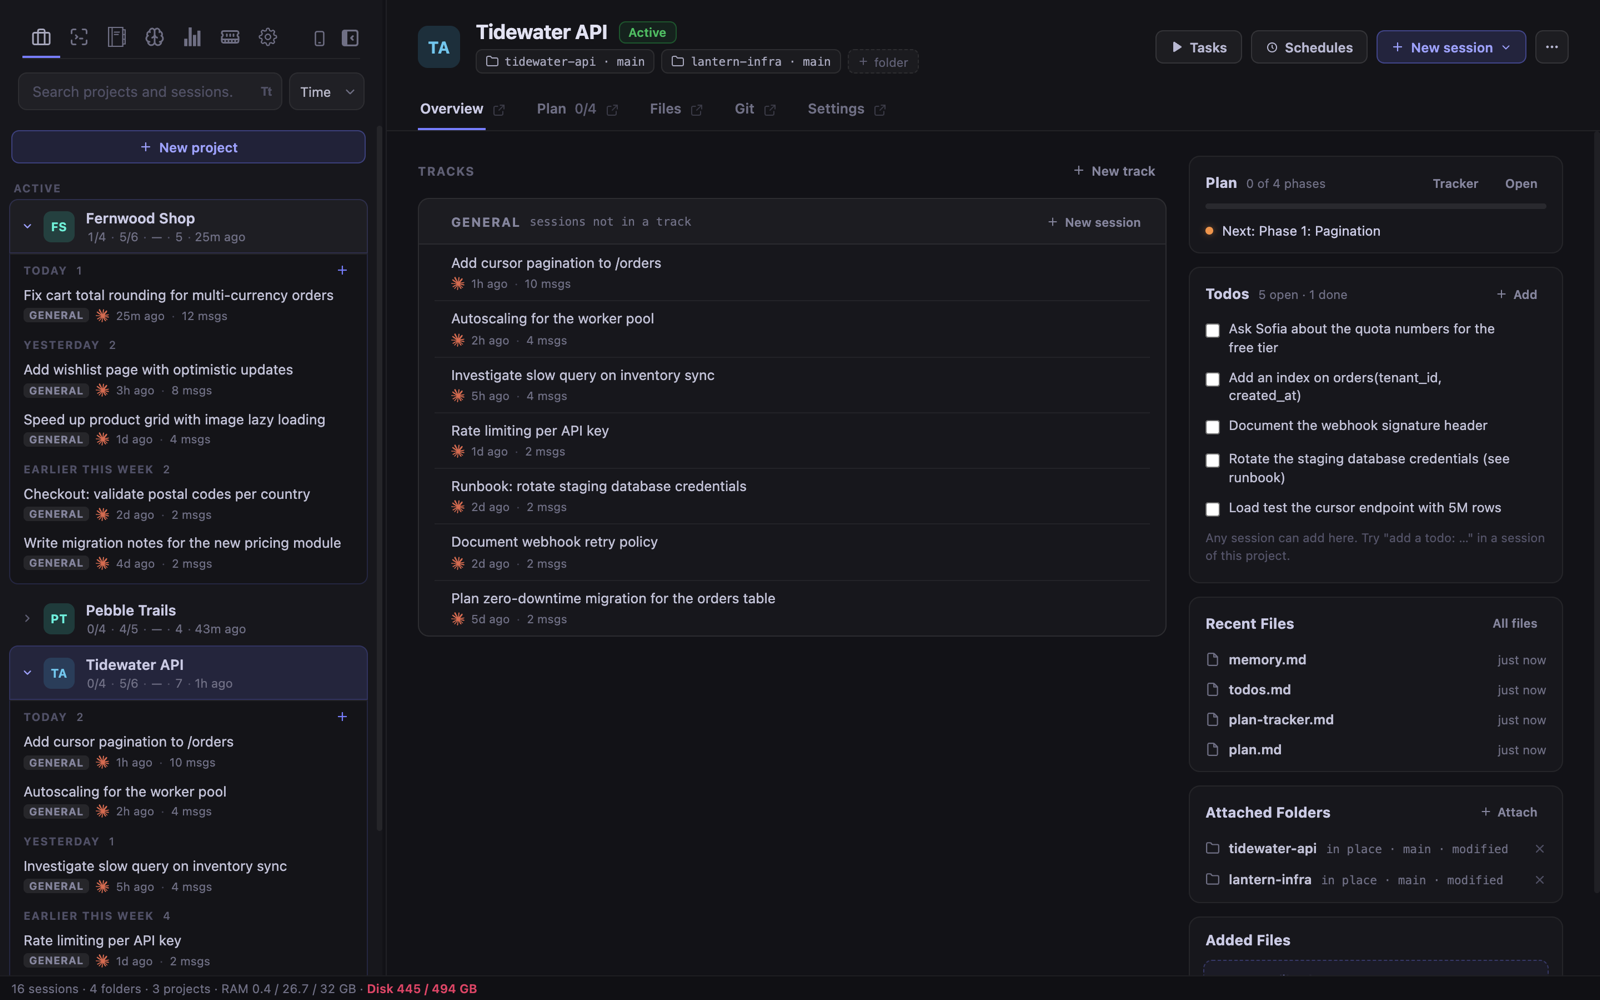 Search projects and sessions.
Tt
Time
+ New project
ACTIVE
FS
Fernwood Shop
1/4 · 5/6 · — · 5 · 25m ago
TODAY 1
+
Fix cart total rounding for multi-currency orders
GENERAL 25m ago · 12 msgs
YESTERDAY 2
Add wishlist page with optimistic updates
GENERAL 3h ago · 8 msgs
Speed up product grid with image lazy loading
GENERAL 1d ago · 4 msgs
EARLIER THIS WEEK 2
Checkout: validate postal codes per country
GENERAL 2d ago · 2 msgs
Write migration notes for the new pricing module
GENERAL 4d ago · 2 msgs
PT
Pebble Trails
0/4 · 4/5 · — · 4 · 43m ago
TA
Tidewater API
0/4 · 5/6 · — · 7 · 1h ago
TODAY 2
+
Add cursor pagination to /orders
GENERAL 1h ago · 10 msgs
Autoscaling for the worker pool
GENERAL 2h ago · 4 msgs
YESTERDAY 1
Investigate slow query on inventory sync
GENERAL 5h ago · 4 msgs
EARLIER THIS WEEK 4
Rate limiting per API key
GENERAL 1d ago · 2 msgs
TA
Tidewater API
Active
tidewater-api · main
lantern-infra · main
+ folder
Tasks
Schedules
+ New session
Overview
Plan 0/4
Files
Git
Settings
TRACKS
+ New track
GENERAL sessions not in a track
+ New session
Add cursor pagination to /orders
1h ago · 10 msgs
Autoscaling for the worker pool
2h ago · 4 msgs
Investigate slow query on inventory sync
5h ago · 4 msgs
Rate limiting per API key
1d ago · 2 msgs
Runbook: rotate staging database credentials
2d ago · 2 msgs
Document webhook retry policy
2d ago · 2 msgs
Plan zero-downtime migration for the orders table
5d ago · 2 msgs
Plan 0 of 4 phases
Tracker
Open
Next: Phase 1: Pagination
Todos 5 open · 1 done
+ Add
Ask Sofia about the quota numbers for the
free tier
Add an index on orders(tenant_id,
created_at)
Document the webhook signature header
Rotate the staging database credentials (see
runbook)
Load test the cursor endpoint with 5M rows
Any session can add here. Try "add a todo: …" in a session
of this project.
Recent Files
All files
memory.md just now
todos.md just now
plan-tracker.md just now
plan.md just now
Attached Folders
+ Attach
tidewater-api in place · main · modified ×
lantern-infra in place · main · modified ×
Added Files
16 sessions · 4 folders · 3 projects · RAM 0.4 / 26.7 / 32 GB · Disk 445 / 494 GB